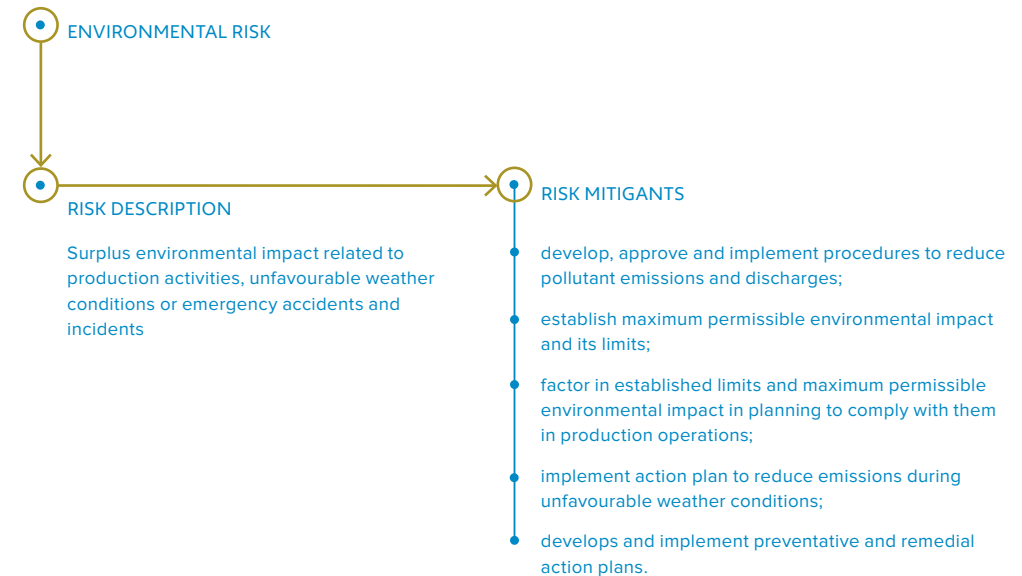 ENVIRONMENTAL RISK
RISK DESCRIPTION
Surplus environmental impact related to
production activities, unfavourable weather
conditions or emergency accidents and
incidents
RISK MITIGANTS
develop, approve and implement procedures to reduce
pollutant emissions and discharges;
establish maximum permissible environmental impact
and its limits;
factor in established limits and maximum permissible
environmental impact in planning to comply with them
in production operations;
implement action plan to reduce emissions during
unfavourable weather conditions;
develops and implement preventative and remedial
action plans.